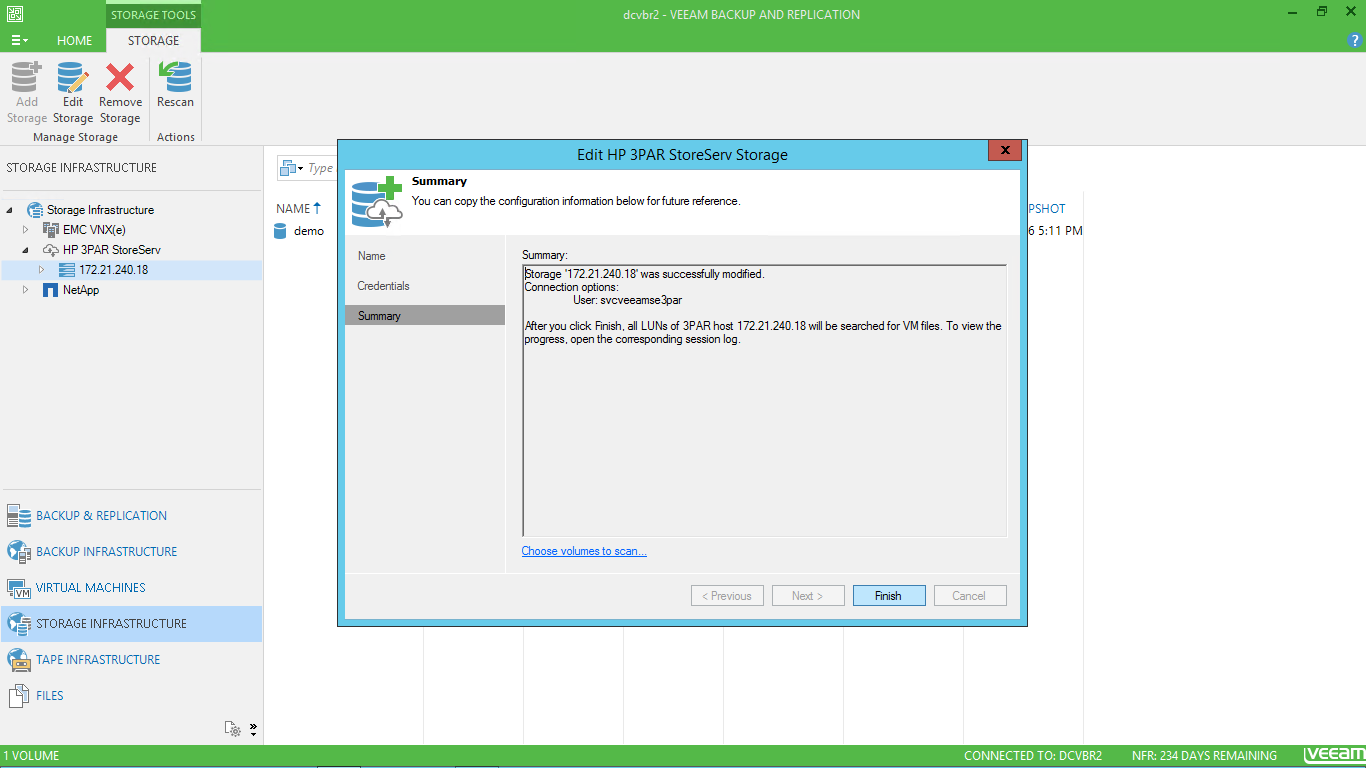 STORAGE TOOLS
dcvbr2 - VEEAM BACKUP AND REPLICATION
HOME
STORAGE
?
Add Storage
Edit Storage
Remove Storage
Rescan
Manage Storage
Actions
STORAGE INFRASTRUCTURE
Storage Infrastructure
EMC VNX(e)
HP 3PAR StoreServ
172.21.240.18
NetApp
Type
NAME
PSHOT
demo
6 5:11 PM
Edit HP 3PAR StoreServ Storage
x
Summary
You can copy the configuration information below for future reference.
Name
Credentials
Summary
Summary:
Storage '172.21.240.18' was successfully modified.
Connection options:
User: svcveeamse3par
After you click Finish, all LUNs of 3PAR host 172.21.240.18 will be searched for VM files. To view the
progress, open the corresponding session log.
Choose volumes to scan...
< Previous
Next >
Finish
Cancel
BACKUP & REPLICATION
BACKUP INFRASTRUCTURE
VM
VIRTUAL MACHINES
STORAGE INFRASTRUCTURE
TAPE INFRASTRUCTURE
FILES
1 VOLUME
CONNECTED TO: DCVBR2
NFR: 234 DAYS REMAINING
veeam